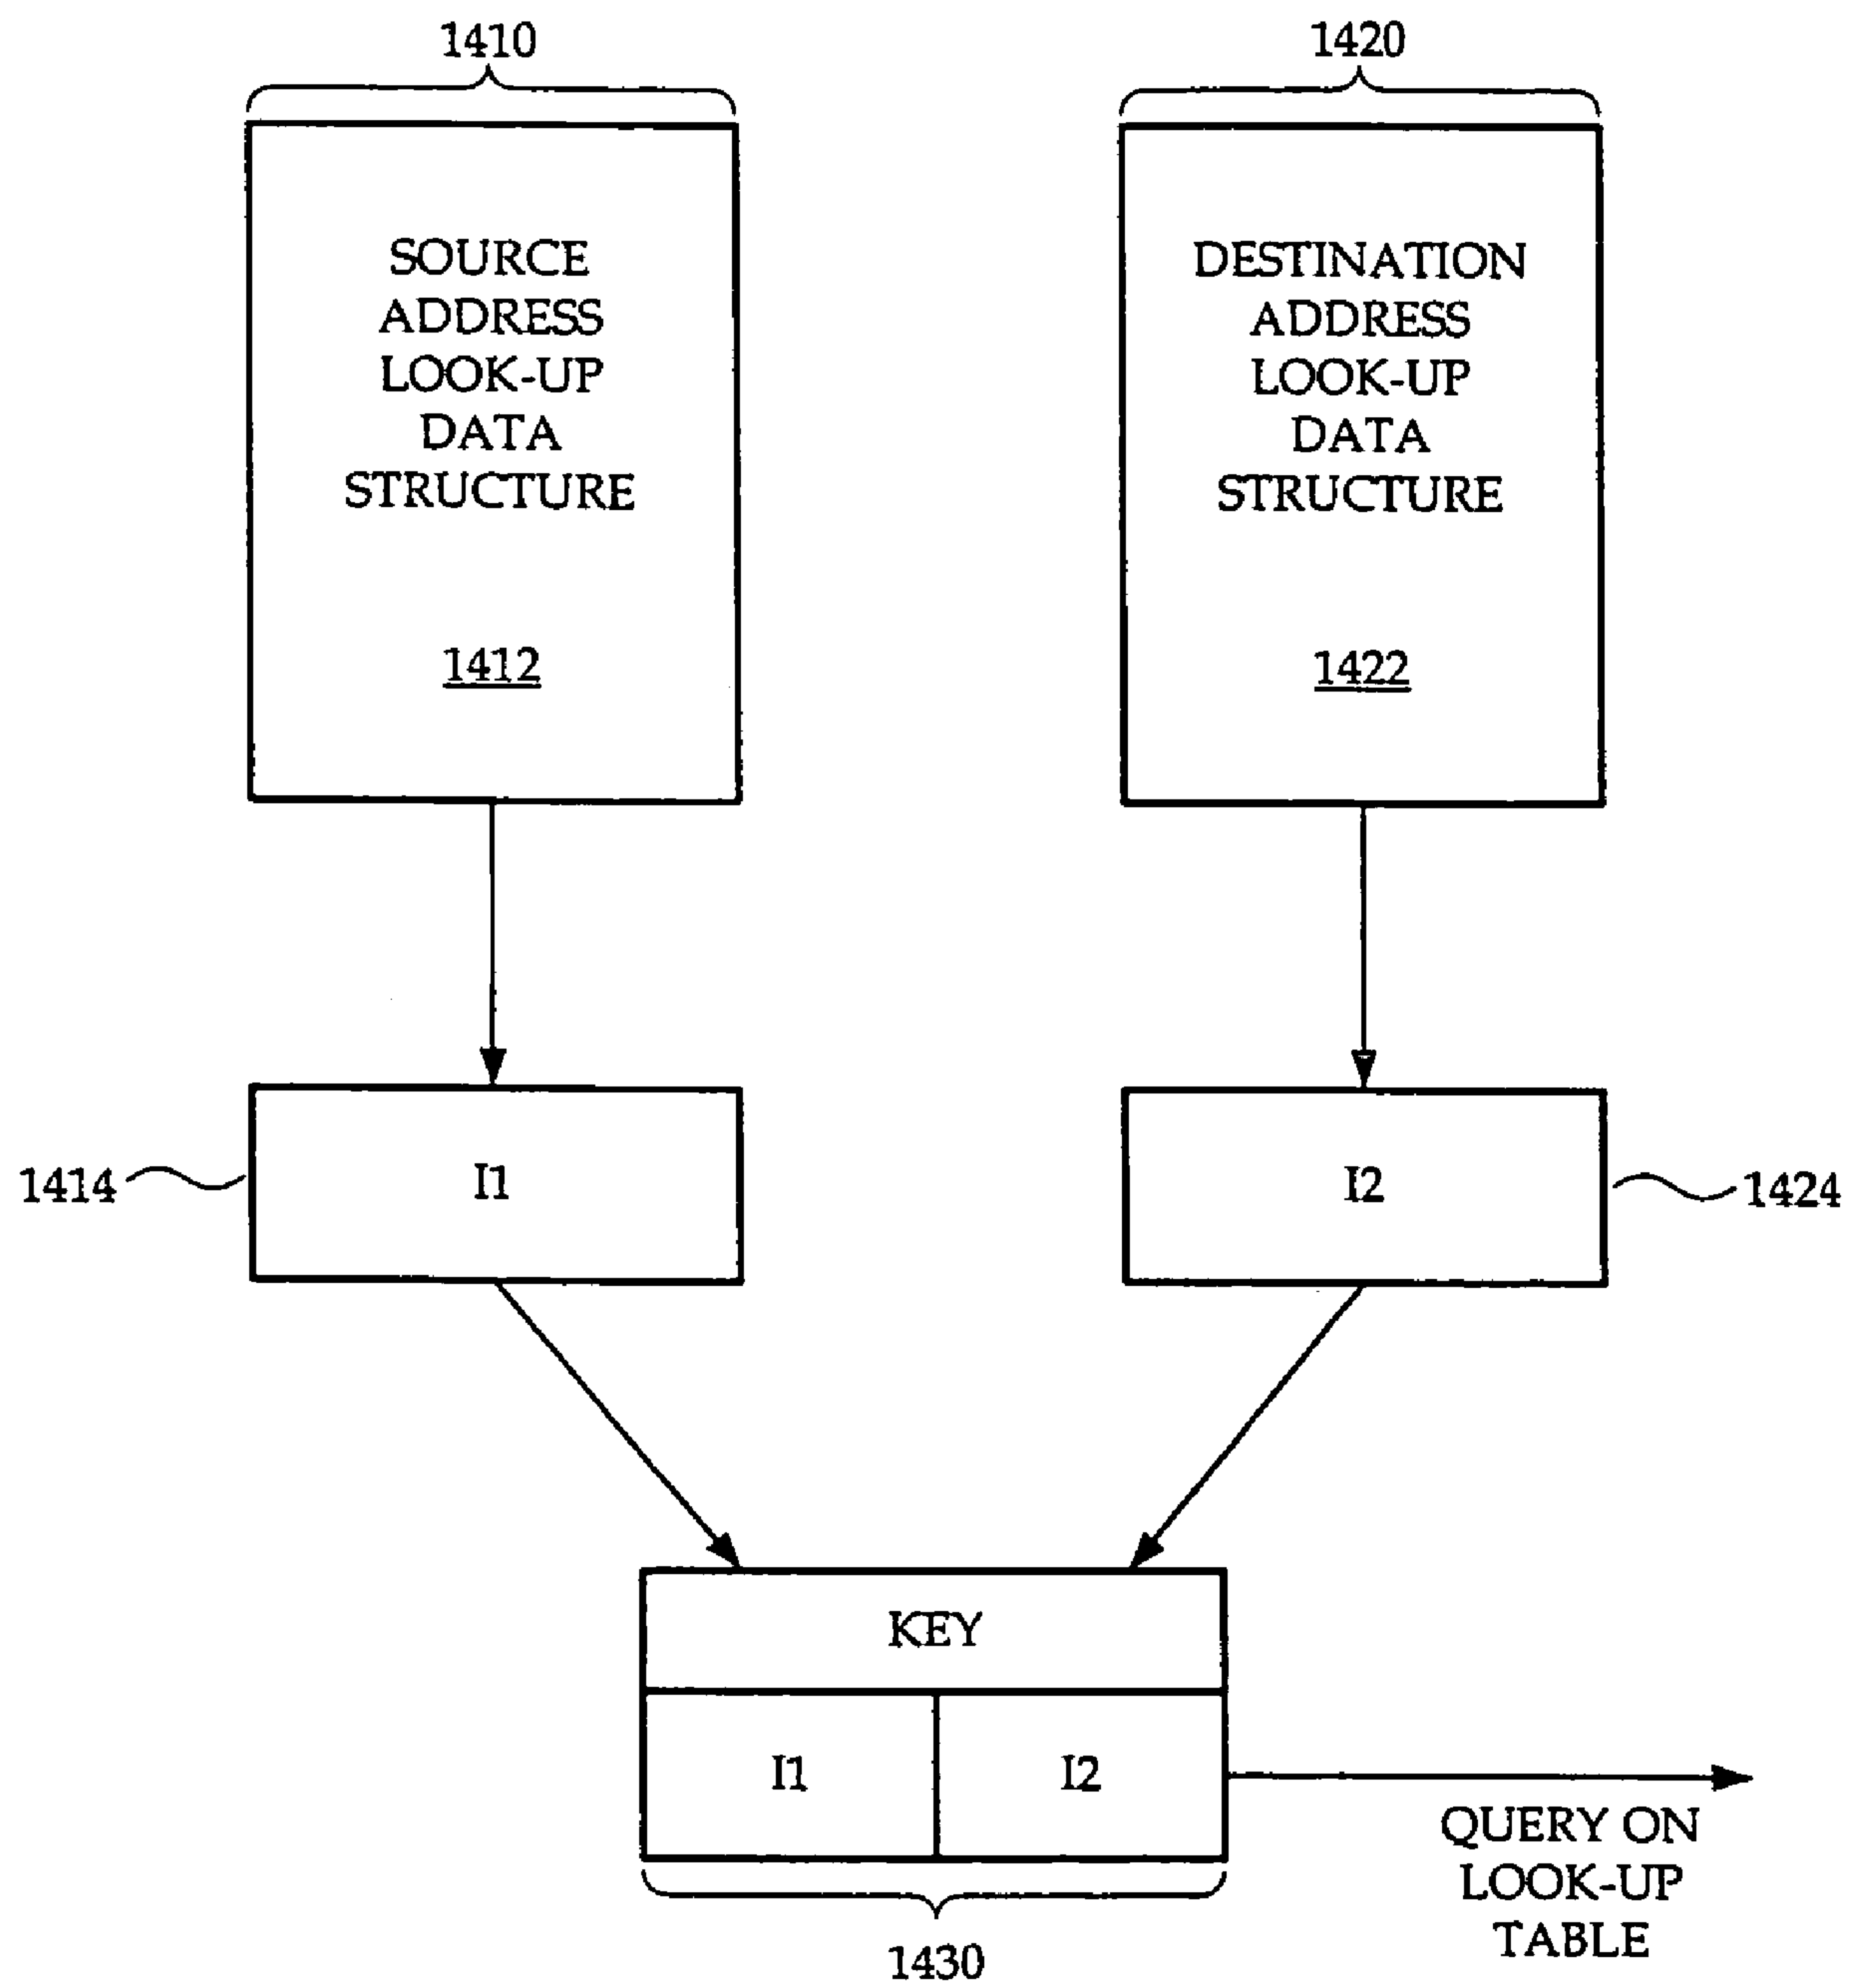 1410
1420
SOURCE
ADDRESS
LOOK-UP
DATA
STRUCTURE
1412
DESTINATION
ADDRESS
LOOK-UP
DATA
STRUCTURE
1422
1414
I1
I2
1424
KEY
I1
I2
QUERY ON
LOOK-UP
TABLE
1430